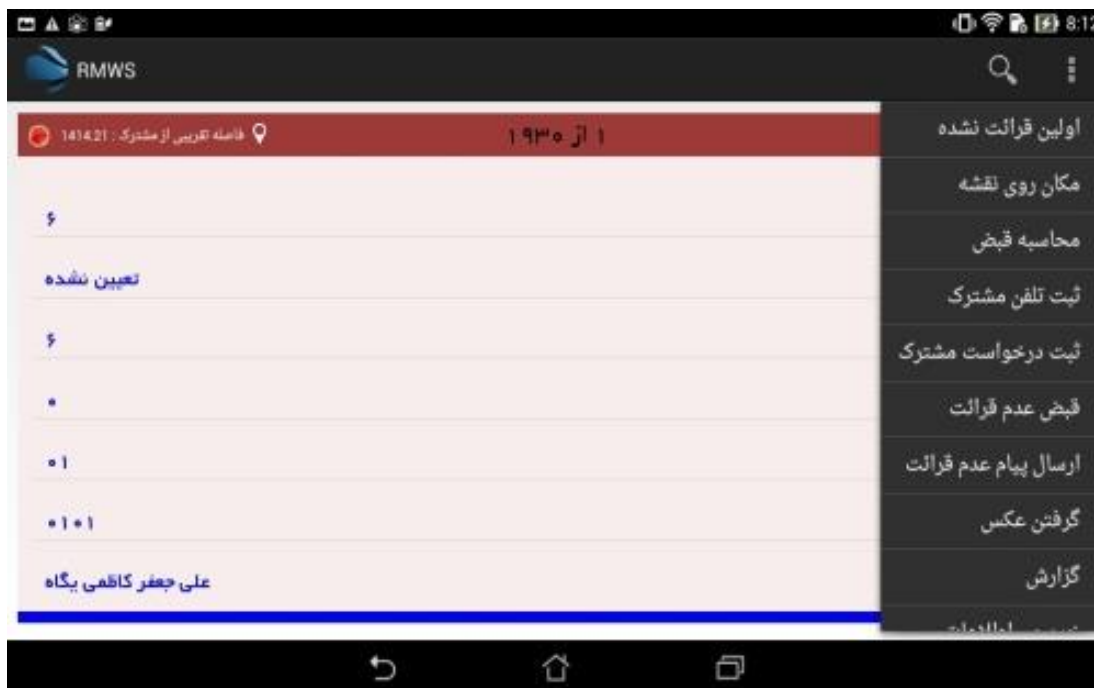 8:12
RMWS
۱ از ۱۹۳۰
فاصله تقریبی از مشترک : 1414.21
۶
تعیین نشده
۶
۰
۰۱
۰۱۰۱
علی جعفر کاظمی یگاه
اولین قرائت نشده
مکان روی نقشه
محاسبه قبض
ثبت تلفن مشترک
ثبت درخواست مشترک
قبض عدم قرائت
ارسال پیام عدم قرائت
گرفتن عکس
گزارش